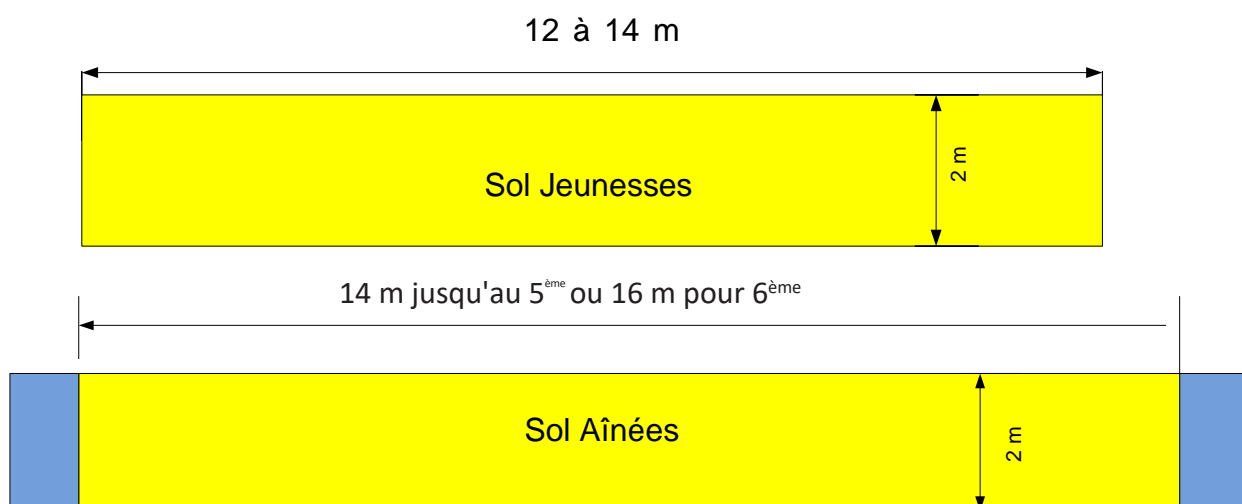 12 à 14 m
2 m
Sol Jeunesses
14 m jusqu'au 5ème ou 16 m pour 6ème
Sol Aînées
2 m